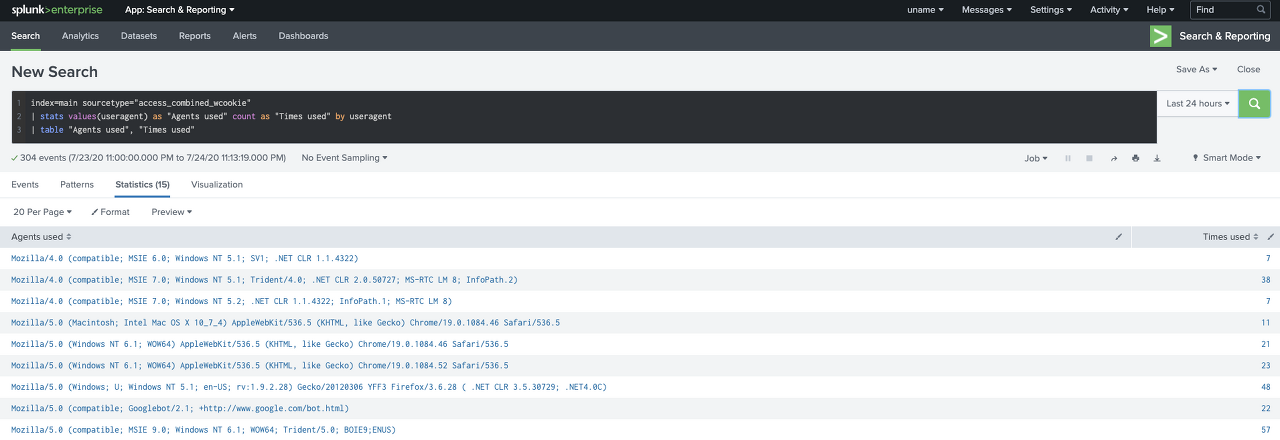 splunk>enterprise App: Search & Reporting uname Messages Settings Activity Help Find
Search Analytics Datasets Reports Alerts Dashboards Search & Reporting
New Search Save As Close
1 index=main sourcetype="access_combined_wcookie"
2 | stats values(useragent) as "Agents used" count as "Times used" by useragent
3 | table "Agents used", "Times used"
Last 24 hours
304 events (7/23/20 11:00:00.000 PM to 7/24/20 11:13:19.000 PM) No Event Sampling Job Smart Mode
Events Patterns Statistics (15) Visualization
20 Per Page Format Preview
Agents used Times used
Mozilla/4.0 (compatible; MSIE 6.0; Windows NT 5.1; SV1; .NET CLR 1.1.4322) 7
Mozilla/4.0 (compatible; MSIE 7.0; Windows NT 5.1; Trident/4.0; .NET CLR 2.0.50727; MS-RTC LM 8; InfoPath.2) 38
Mozilla/4.0 (compatible; MSIE 7.0; Windows NT 5.2; .NET CLR 1.1.4322; InfoPath.1; MS-RTC LM 8) 7
Mozilla/5.0 (Macintosh; Intel Mac OS X 10_7_4) AppleWebKit/536.5 (KHTML, like Gecko) Chrome/19.0.1084.46 Safari/536.5 11
Mozilla/5.0 (Windows NT 6.1; WOW64) AppleWebKit/536.5 (KHTML, like Gecko) Chrome/19.0.1084.46 Safari/536.5 21
Mozilla/5.0 (Windows NT 6.1; WOW64) AppleWebKit/536.5 (KHTML, like Gecko) Chrome/19.0.1084.52 Safari/536.5 23
Mozilla/5.0 (Windows; U; Windows NT 5.1; en-US; rv:1.9.2.28) Gecko/20120306 YFF3 Firefox/3.6.28 ( .NET CLR 3.5.30729; .NET4.0C) 48
Mozilla/5.0 (compatible; Googlebot/2.1; +http://www.google.com/bot.html) 22
Mozilla/5.0 (compatible; MSIE 9.0; Windows NT 6.1; WOW64; Trident/5.0; BOIE9;ENUS) 57